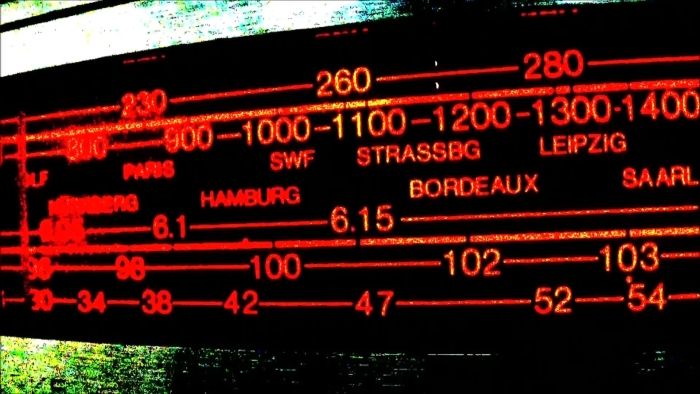 230 260 280
800 900 1000 1100 1200 1300 1400
PARIS SWF STRASSBG LEIPZIG
HAMBURG BORDEAUX SAARL
6.1 6.15
98 100 102 103
30 34 38 42 47 52 54